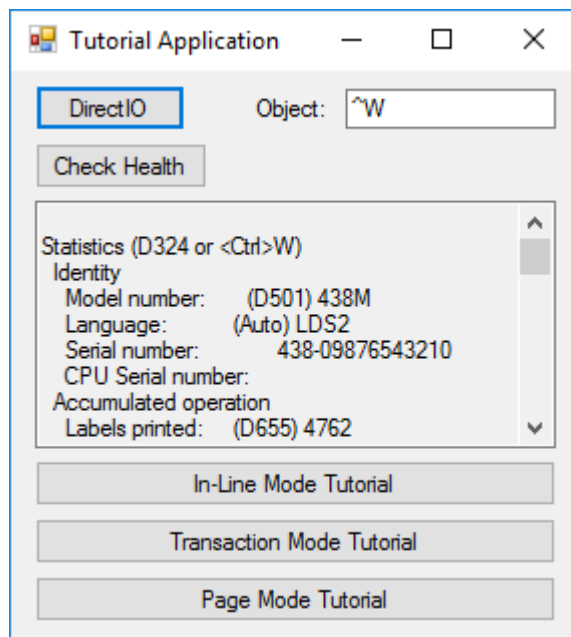 Tutorial Application
DirectIO Object: ^W
Check Health
Statistics (D324 or <Ctrl>W)
Identity
Model number: (D501) 438M
Language: (Auto) LDS2
Serial number: 438-09876543210
CPU Serial number:
Accumulated operation
Labels printed: (D655) 4762
In-Line Mode Tutorial
Transaction Mode Tutorial
Page Mode Tutorial